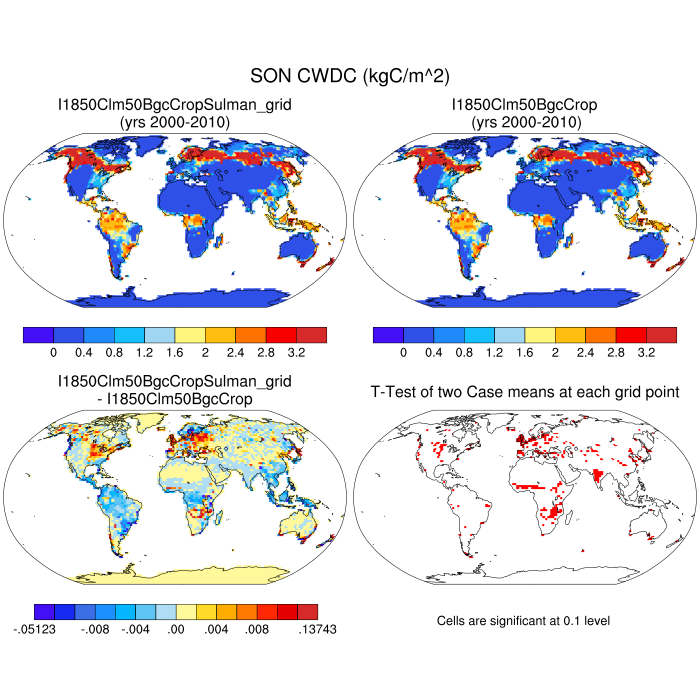 SON CWDC (kgC/m^2)
I1850Clm50BgcCropSulman_grid
(yrs 2000-2010)
I1850Clm50BgcCrop
(yrs 2000-2010)
0 0.4 0.8 1.2 1.6 2 2.4 2.8 3.2
0 0.4 0.8 1.2 1.6 2 2.4 2.8 3.2
I1850Clm50BgcCropSulman_grid
- I1850Clm50BgcCrop
T-Test of two Case means at each grid point
-.05123 -.008 -.004 .00 .004 .008 .13743
Cells are significant at 0.1 level